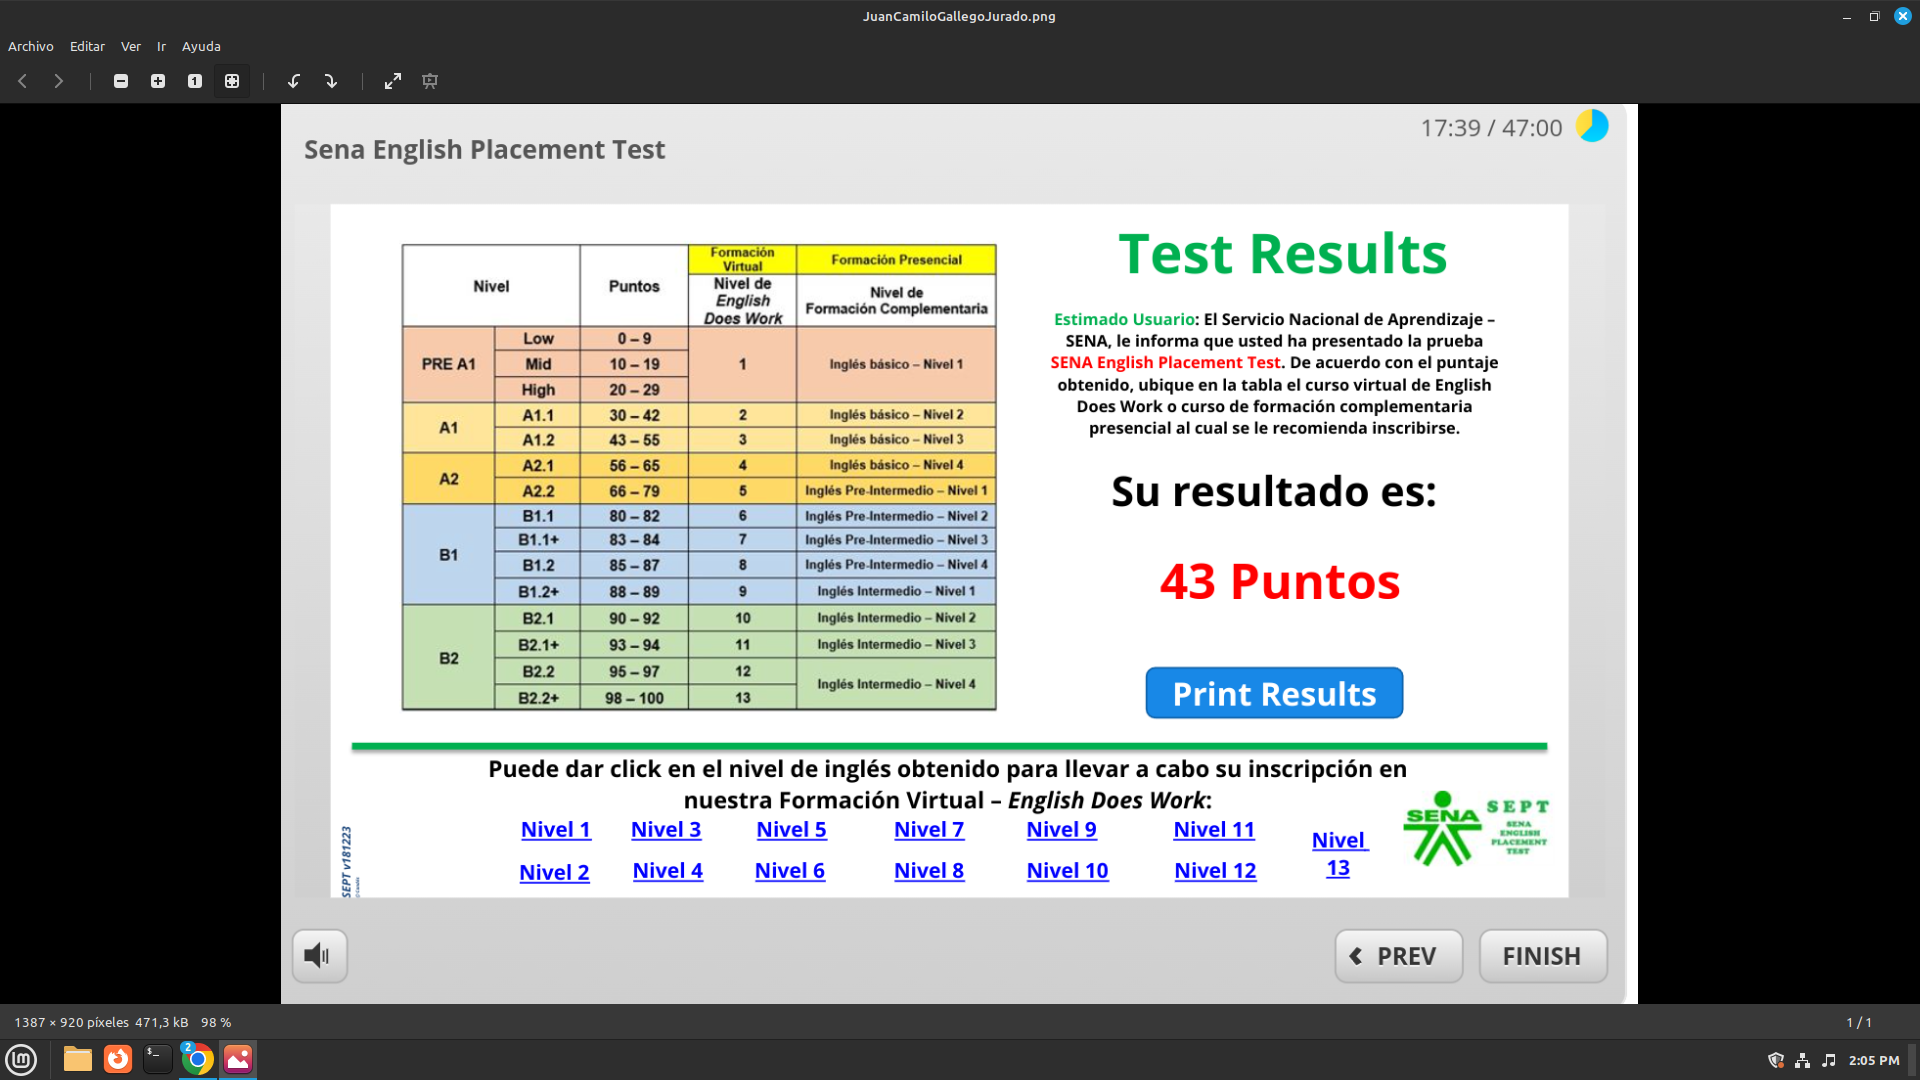 JuanCamiloGallegoJurado.png
Archivo Editar Ver Ir Ayuda
Sena English Placement Test
17:39 / 47:00
Nivel Puntos Formación Virtual Formación Presencial
Nivel de English Does Work Nivel de Formación Complementaria
PRE A1 Low 0 – 9 1 Inglés básico – Nivel 1
Mid 10 – 19
High 20 – 29
A1 A1.1 30 – 42 2 Inglés básico – Nivel 2
A1.2 43 – 55 3 Inglés básico – Nivel 3
A2 A2.1 56 – 65 4 Inglés básico – Nivel 4
A2.2 66 – 79 5 Inglés Pre-Intermedio – Nivel 1
B1 B1.1 80 – 82 6 Inglés Pre-Intermedio – Nivel 2
B1.1+ 83 – 84 7 Inglés Pre-Intermedio – Nivel 3
B1.2 85 – 87 8 Inglés Pre-Intermedio – Nivel 4
B1.2+ 88 – 89 9 Inglés Intermedio – Nivel 1
B2 B2.1 90 – 92 10 Inglés Intermedio – Nivel 2
B2.1+ 93 – 94 11 Inglés Intermedio – Nivel 3
B2.2 95 – 97 12 Inglés Intermedio – Nivel 4
B2.2+ 98 – 100 13
Test Results
Estimado Usuario: El Servicio Nacional de Aprendizaje –
SENA, le informa que usted ha presentado la prueba
SENA English Placement Test. De acuerdo con el puntaje
obtenido, ubique en la tabla el curso virtual de English
Does Work o curso de formación complementaria
presencial al cual se le recomienda inscribirse.
Su resultado es:
43 Puntos
Print Results
Puede dar click en el nivel de inglés obtenido para llevar a cabo su inscripción en
nuestra Formación Virtual – English Does Work:
Nivel 1 Nivel 3 Nivel 5 Nivel 7 Nivel 9 Nivel 11 Nivel
13
Nivel 2 Nivel 4 Nivel 6 Nivel 8 Nivel 10 Nivel 12
SENA
SEPT
SENA
ENGLISH
PLACEMENT
TEST
SEPT v181223
PREV FINISH
1387 × 920 píxeles 471,3 kB 98 %
1 / 1
2
2:05 PM